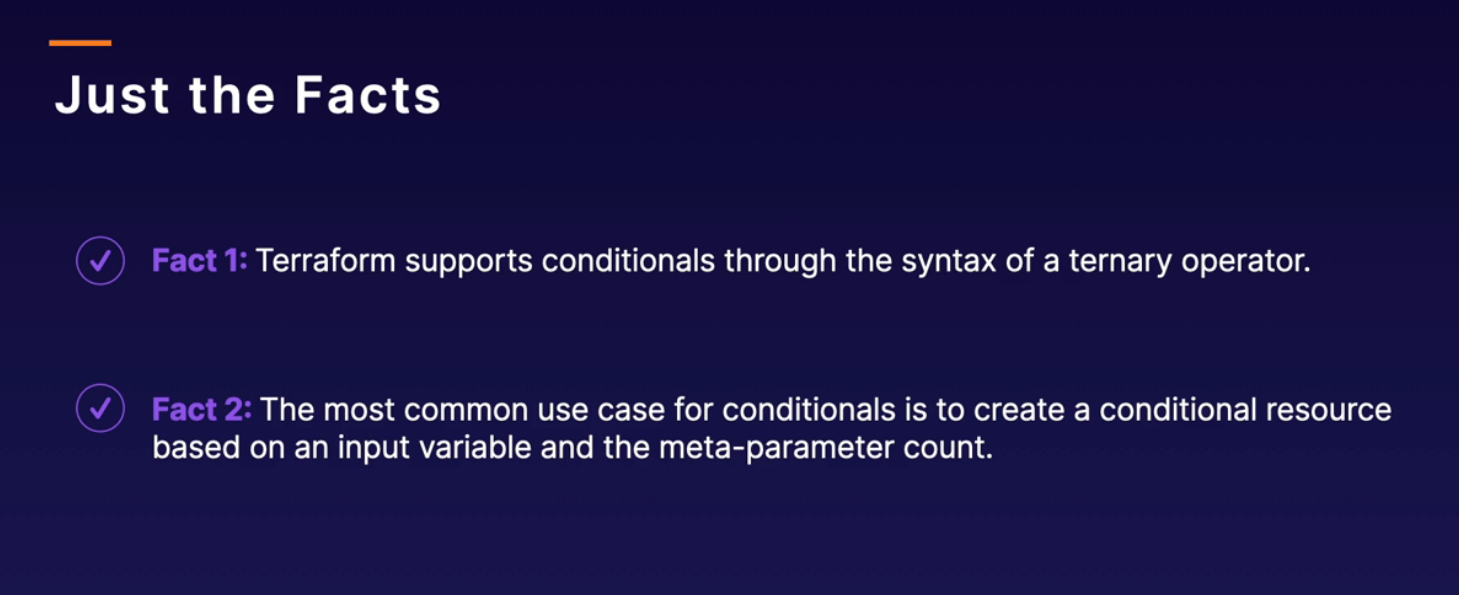 Just the Facts
Fact 1: Terraform supports conditionals through the syntax of a ternary operator.
Fact 2: The most common use case for conditionals is to create a conditional resource
based on an input variable and the meta-parameter count.